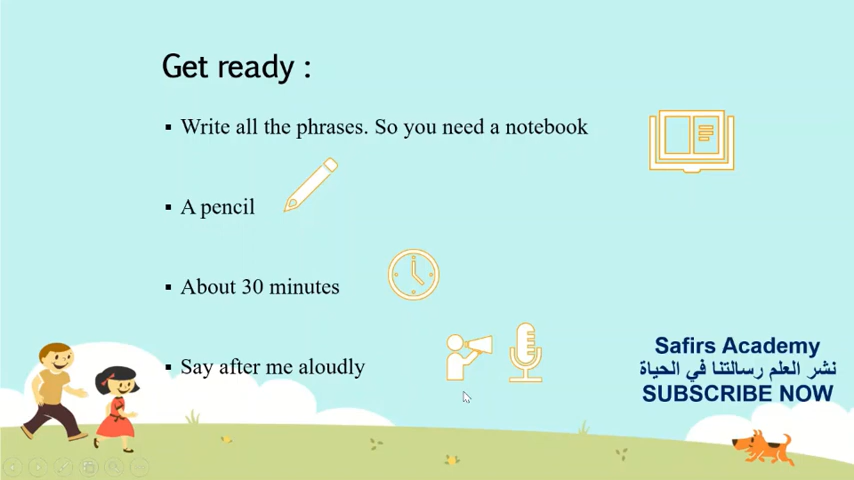 Get ready :
▪ Write all the phrases. So you need a notebook
▪ A pencil
▪ About 30 minutes
▪ Say after me aloudly
Safirs Academy
نشر العلم رسالتنا في الحياة
SUBSCRIBE NOW